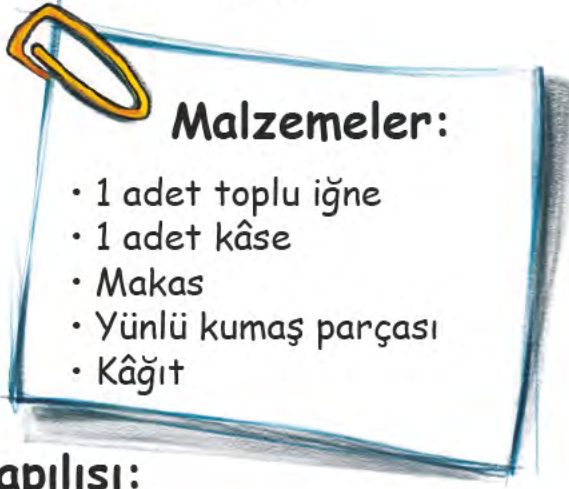 Malzemeler:
• 1 adet toplu iğne
• 1 adet kâse
• Makas
• Yünlü kumaş parçası
• Kâğıt